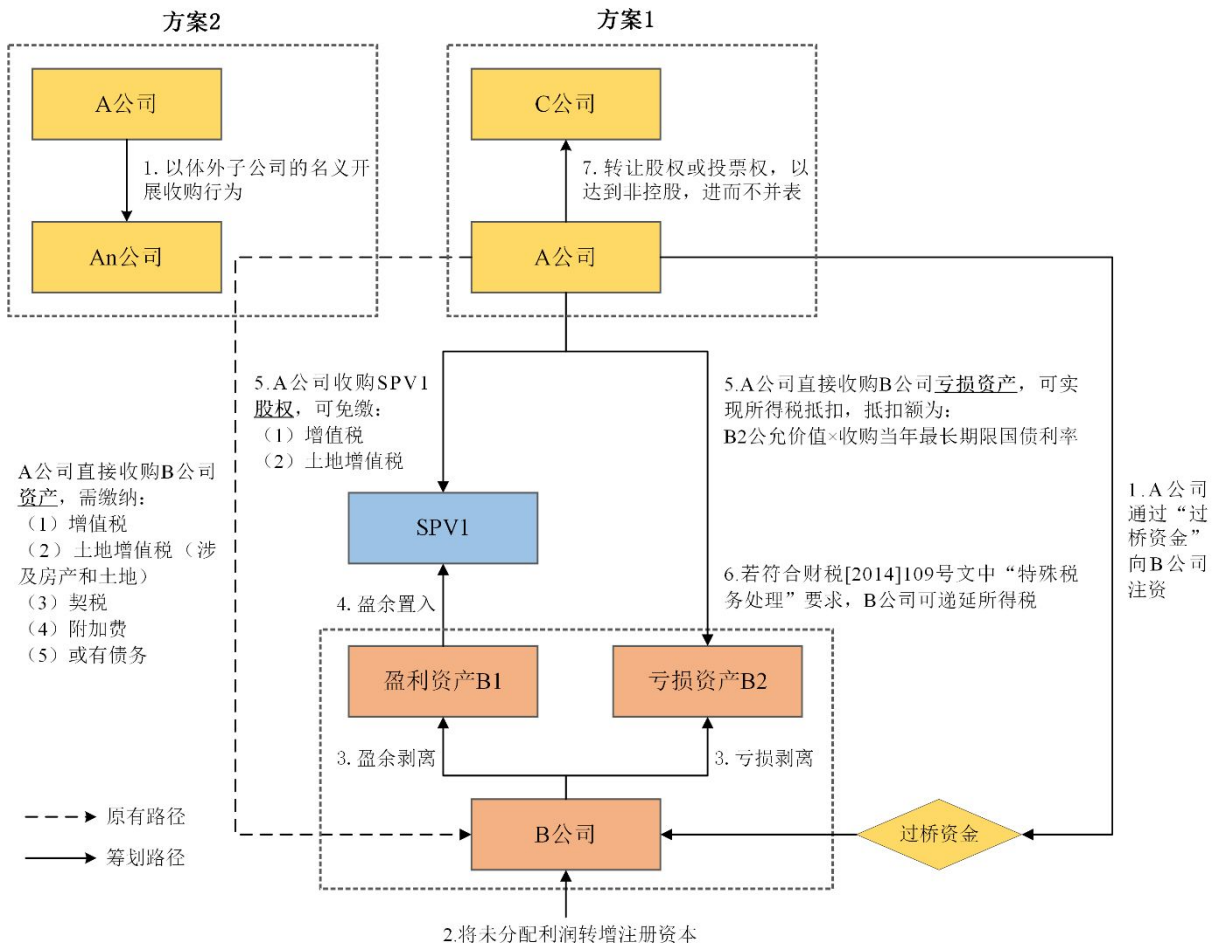 方案2
方案1
A公司
1. 以体外子公司的名义开
展收购行为
An公司
C公司
7. 转让股权或投票权，以
达到非控股，进而不并表
A公司
5.A公司收购SPV1
股权，可免缴：
（1）增值税
（2）土地增值税
5.A公司直接收购B公司亏损资产，可实
现所得税抵扣，抵扣额为：
B2公允价值×收购当年最长期限国债利率
A公司直接收购B公司
资产，需缴纳：
（1）增值税
（2）土地增值税（涉
及房产和土地）
（3）契税
（4）附加费
（5）或有债务
1.A公司
通过“过
桥资金”
向B公司
注资
SPV1
4. 盈余置入
6.若符合财税[2014]109号文中“特殊税
务处理”要求，B公司可递延所得税
盈利资产B1
亏损资产B2
3. 盈余剥离
3. 亏损剥离
原有路径
筹划路径
B公司
过桥资金
2.将未分配利润转增注册资本